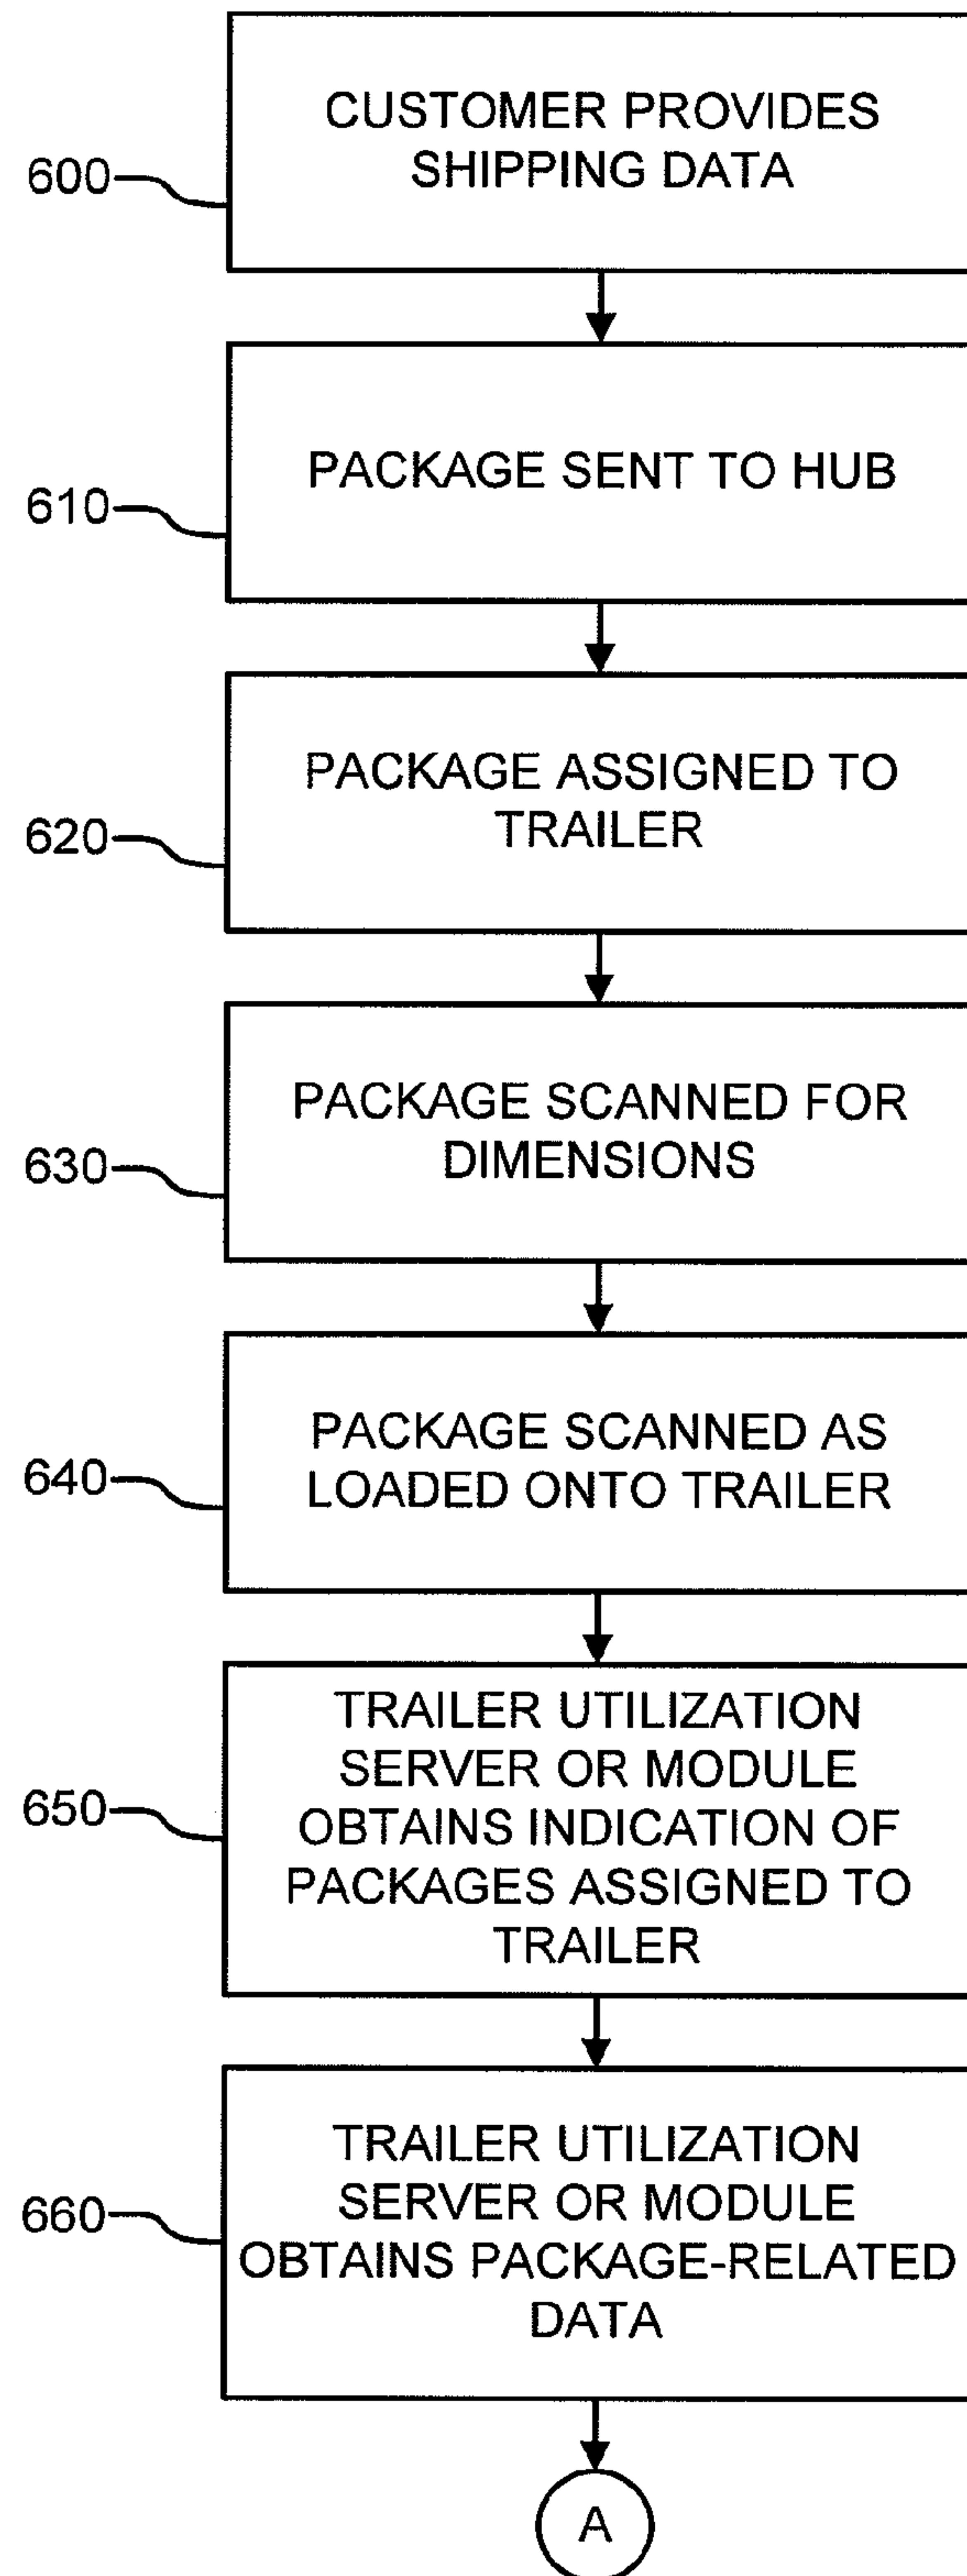 CUSTOMER PROVIDES
SHIPPING DATA
600
PACKAGE SENT TO HUB
610
PACKAGE ASSIGNED TO
TRAILER
620
PACKAGE SCANNED FOR
DIMENSIONS
630
PACKAGE SCANNED AS
LOADED ONTO TRAILER
640
TRAILER UTILIZATION
SERVER OR MODULE
OBTAINS INDICATION OF
PACKAGES ASSIGNED TO
TRAILER
650
TRAILER UTILIZATION
SERVER OR MODULE
OBTAINS PACKAGE-RELATED
DATA
660
A